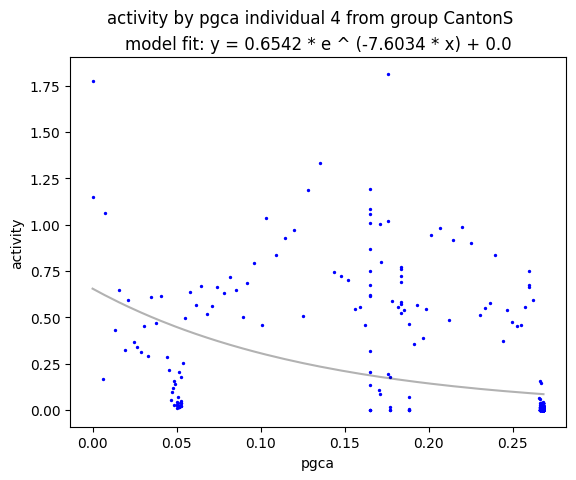 activity by pgca individual 4 from group CantonS
model fit: y = 0.6542 * e ^ (-7.6034 * x) + 0.0
1.75
1.50
1.25
1.00
0.75
0.50
0.25
0.00
activity
0.00 0.05 0.10 0.15 0.20 0.25
pgca